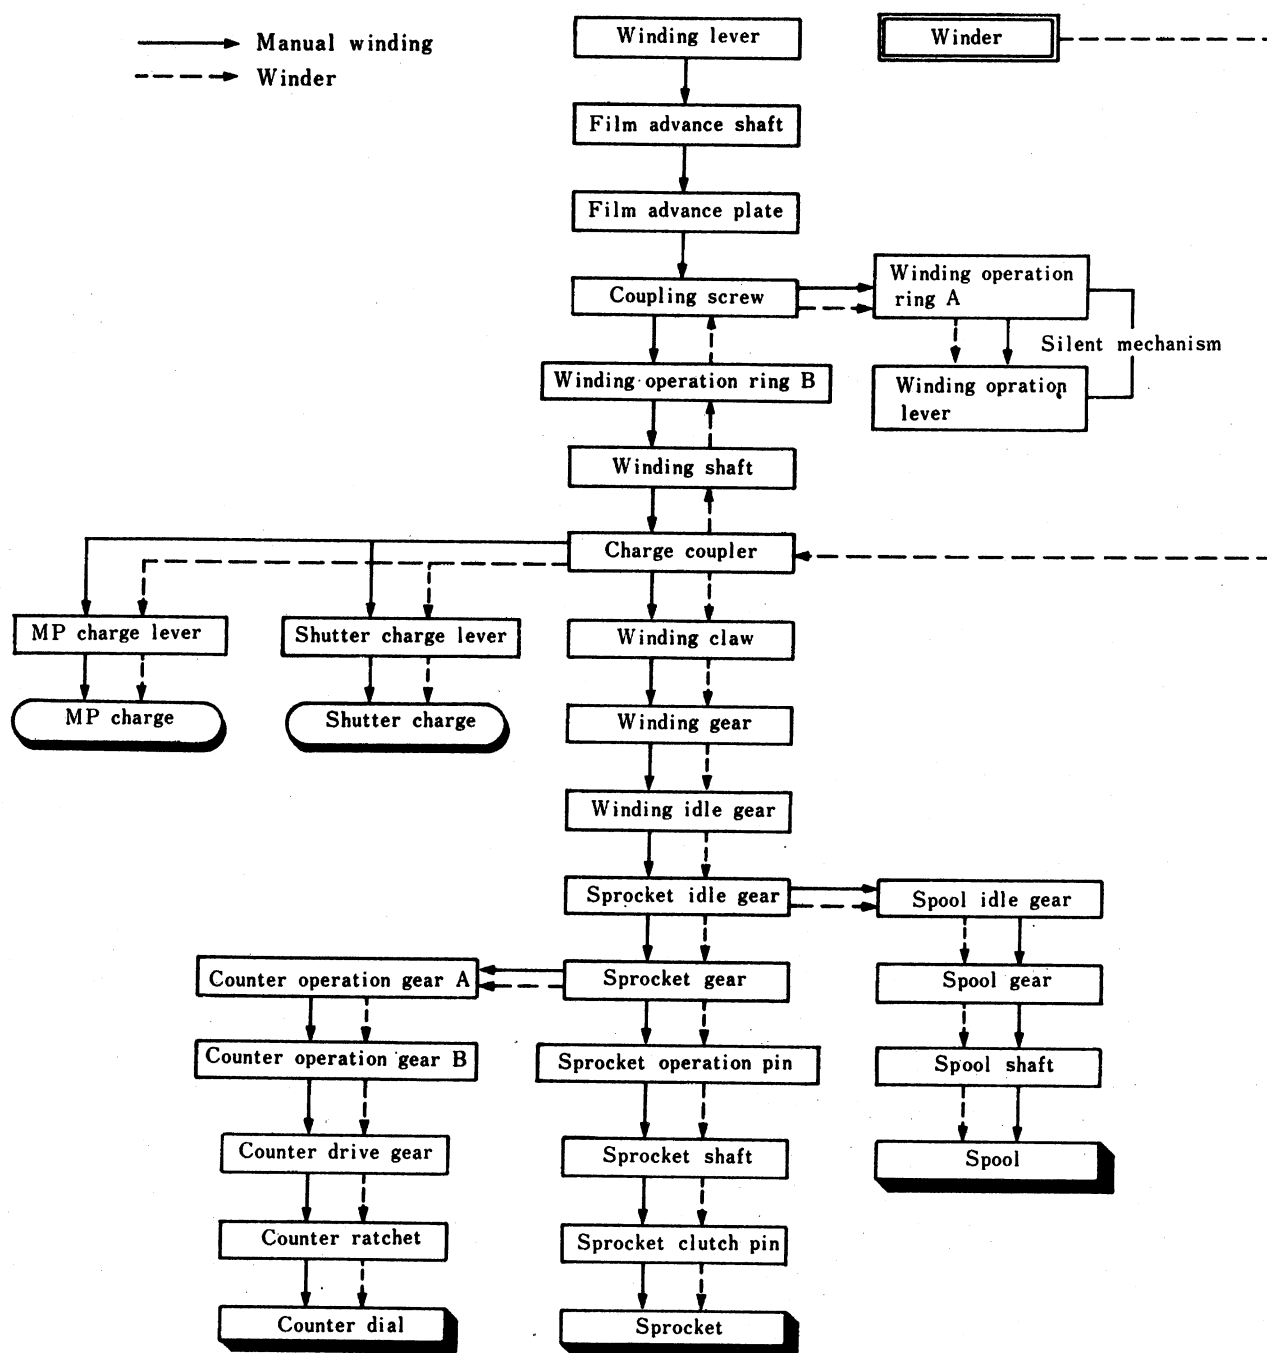 Manual winding
Winder
Winding lever
Winder
Film advance shaft
Film advance plate
Coupling screw
Winding operation
ring A
Silent mechanism
Winding operation ring B
Winding opration
lever
Winding shaft
Charge coupler
MP charge lever
Shutter charge lever
Winding claw
MP charge
Shutter charge
Winding gear
Winding idle gear
Sprocket idle gear
Spool idle gear
Counter operation gear A
Sprocket gear
Spool gear
Counter operation gear B
Sprocket operation pin
Spool shaft
Counter drive gear
Sprocket shaft
Spool
Counter ratchet
Sprocket clutch pin
Counter dial
Sprocket